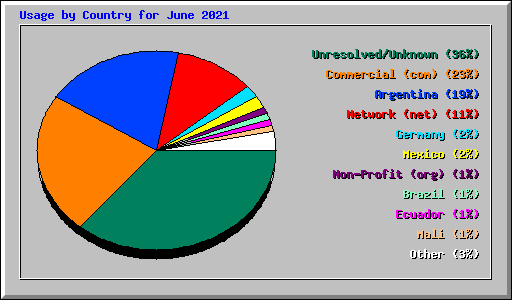 Usage by Country for June 2021
Unresolved/Unknown (36%)
Commercial (com) (23%)
Argentina (19%)
Network (net) (11%)
Germany (2%)
Mexico (2%)
Non-Profit (org) (1%)
Brazil (1%)
Ecuador (1%)
Mali (1%)
Other (3%)